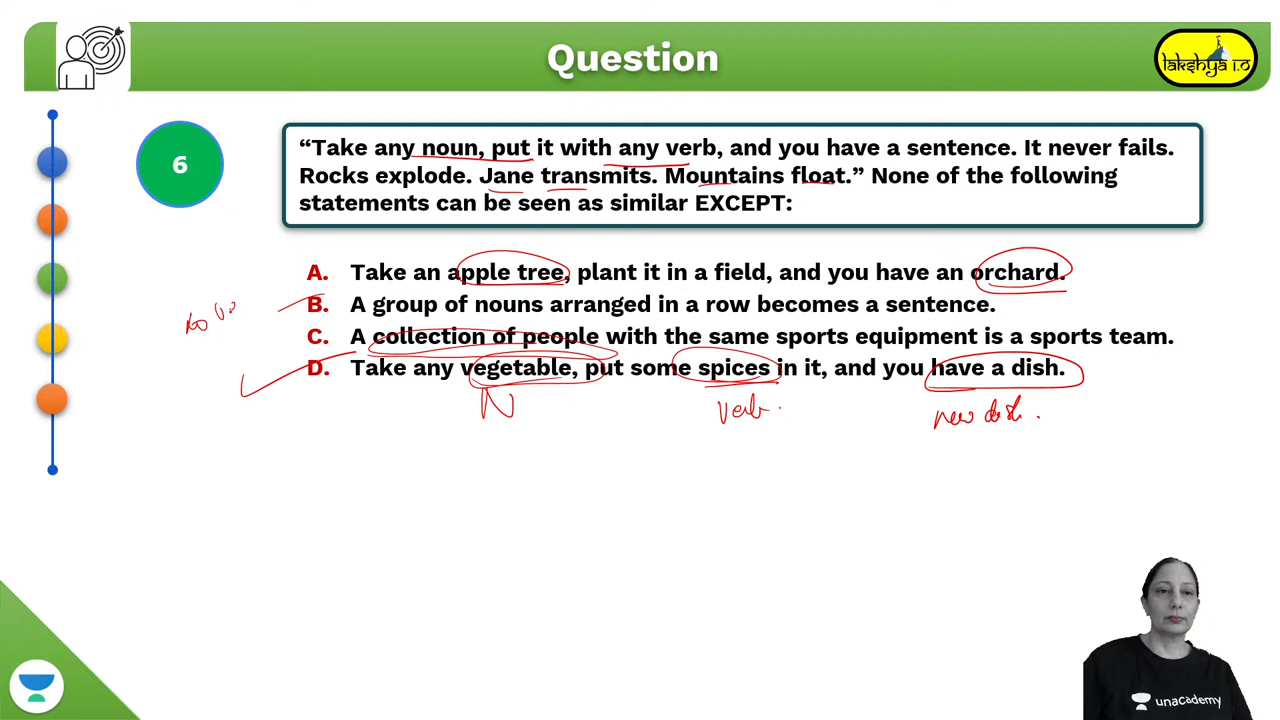 Question
lakshya i.o
6
“Take any noun, put it with any verb, and you have a sentence. It never fails.
Rocks explode. Jane transmits. Mountains float.” None of the following
statements can be seen as similar EXCEPT:
A. Take an apple tree, plant it in a field, and you have an orchard.
B. A group of nouns arranged in a row becomes a sentence.
C. A collection of people with the same sports equipment is a sports team.
D. Take any vegetable, put some spices in it, and you have a dish.
N
verb.
new dish.
unacademy